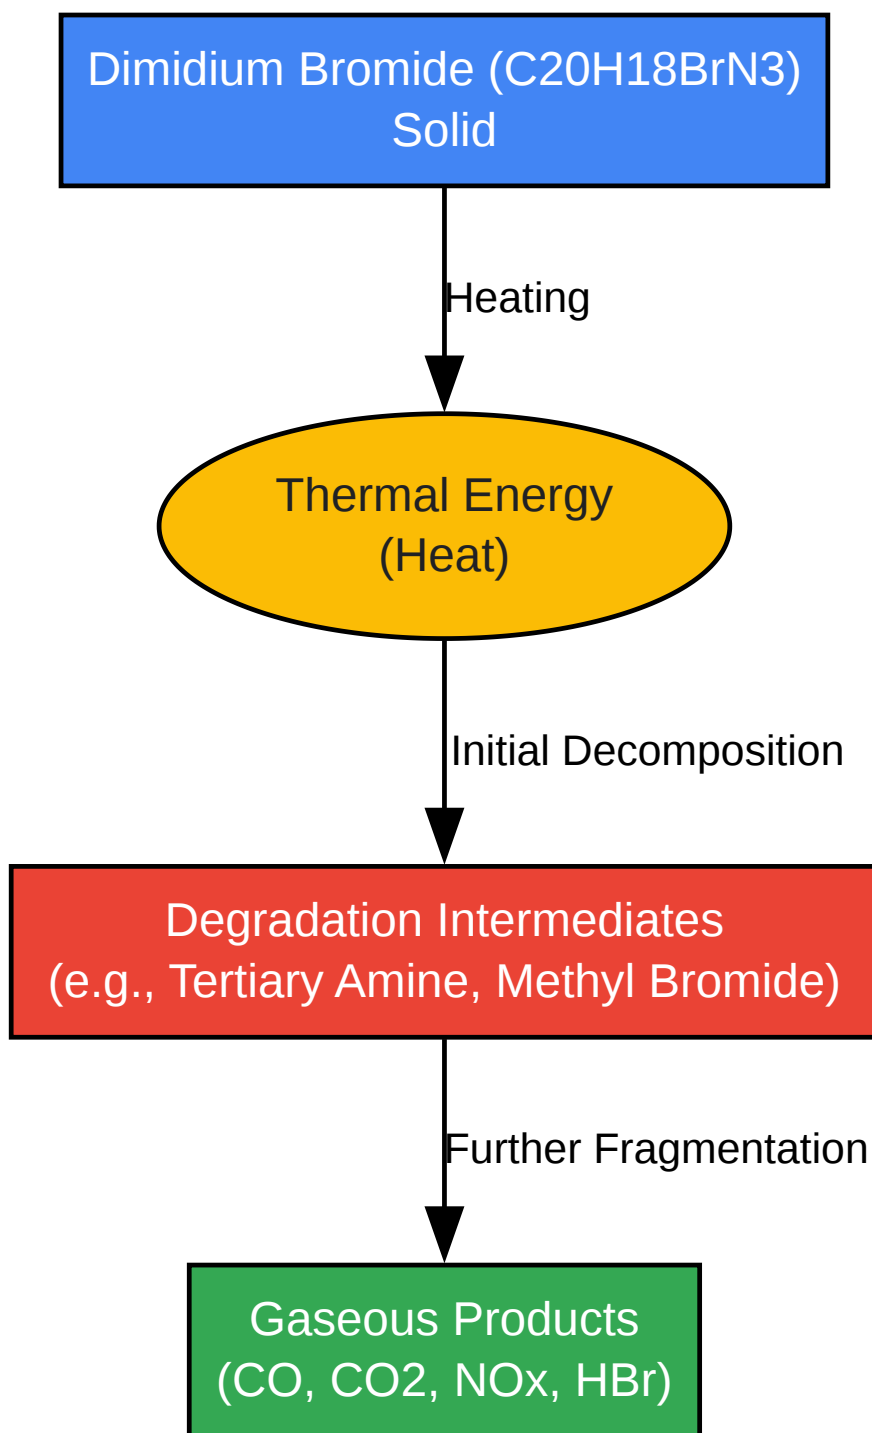 Dimidium Bromide (C20H18BrN3)
Solid
Heating
Thermal Energy
(Heat)
Initial Decomposition
Degradation Intermediates
(e.g., Tertiary Amine, Methyl Bromide)
Further Fragmentation
Gaseous Products
(CO, CO2, NOx, HBr)